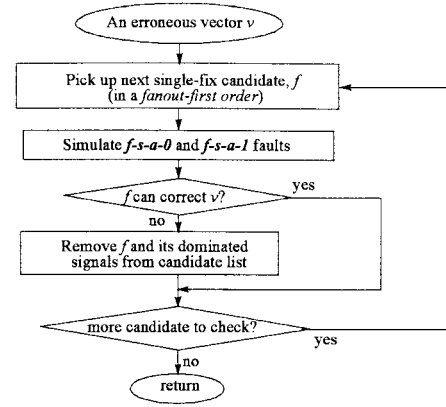 An erroneous vector v
Pick up next single-fix candidate, f
(in a fanout-first order)
Simulate f-s-a-0 and f-s-a-1 faults
f can correct v?
yes
no
Remove f and its dominated
signals from candidate list
more candidate to check?
yes
no
return